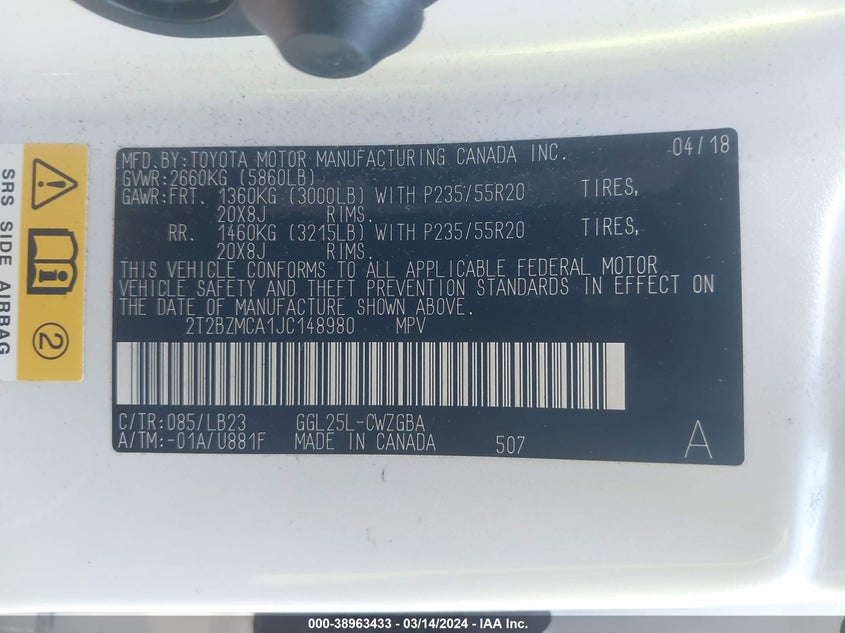 MFD.BY:TOYOTA MOTOR MANUFACTURING CANADA INC. 04/18
GVWR:2660KG (5860LB)
GAWR:FRT. 1360KG (3000LB) WITH P235/55R20 TIRES,
20X8J RIMS.
RR. 1460KG (3215LB) WITH P235/55R20 TIRES,
20X8J RIMS.
THIS VEHICLE CONFORMS TO ALL APPLICABLE FEDERAL MOTOR
VEHICLE SAFETY AND THEFT PREVENTION STANDARDS IN EFFECT ON
THE DATE OF MANUFACTURE SHOWN ABOVE.
2T2BZMCA1JC148980 MPV
C/TR:085/LB23 GGL25L-CWZGBA
A/TM:-01A/U881F MADE IN CANADA 507 A
SRS SIDE AIRBAG
2
000-38963433 - 03/14/2024 - IAA Inc.